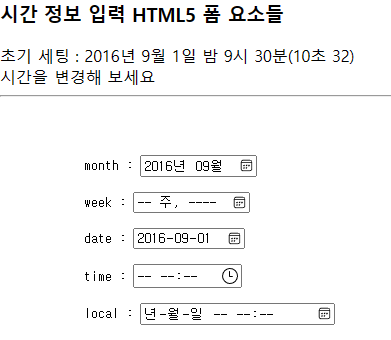 시간 정보 입력 HTML5 폼 요소들
초기 세팅 : 2016년 9월 1일 밤 9시 30분(10초 32)
시간을 변경해 보세요
month : 2016년 09월
week : -- 주, ----
date : 2016-09-01
time : -- --:--
local : 년-월-일 -- --:--